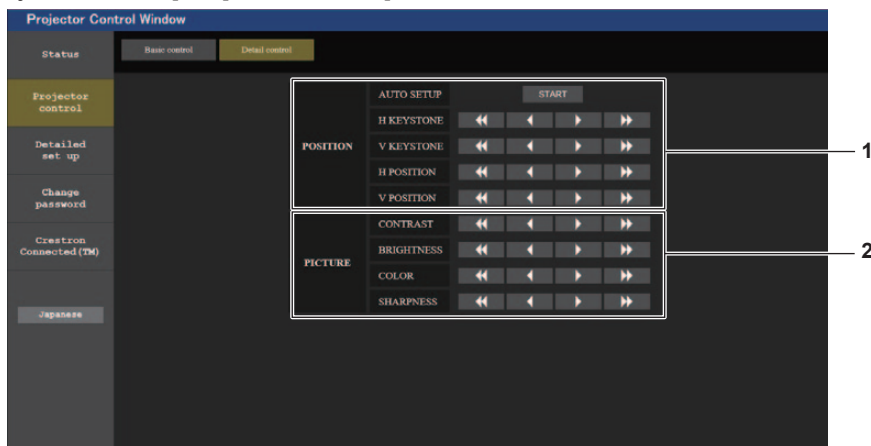 Projector Control Window
Status
Basic control
Detail control
Projector
control
Detailed
set up
Change
password
Crestron
Connected(TM)
Japanese
POSITION
AUTO SETUP START
H KEYSTONE
V KEYSTONE
H POSITION
V POSITION
1
PICTURE
CONTRAST
BRIGHTNESS
COLOR
SHARPNESS
2